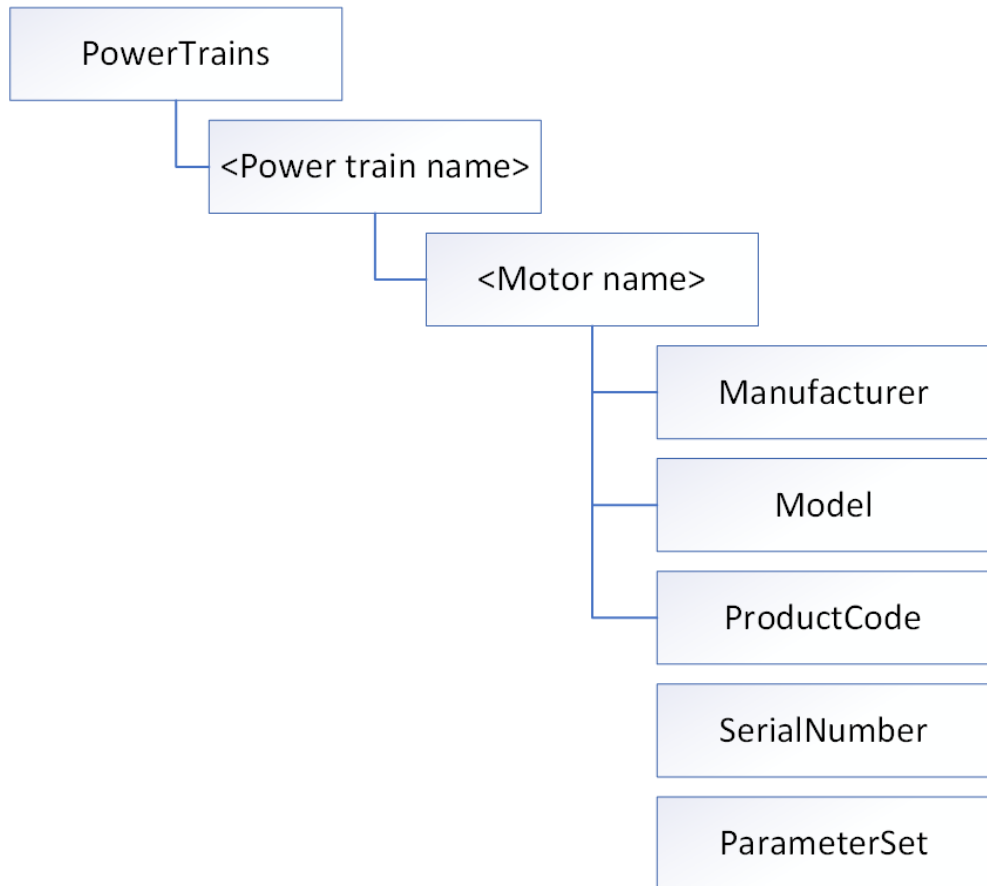 PowerTrains
<Power train name>
<Motor name>
Manufacturer
Model
ProductCode
SerialNumber
ParameterSet